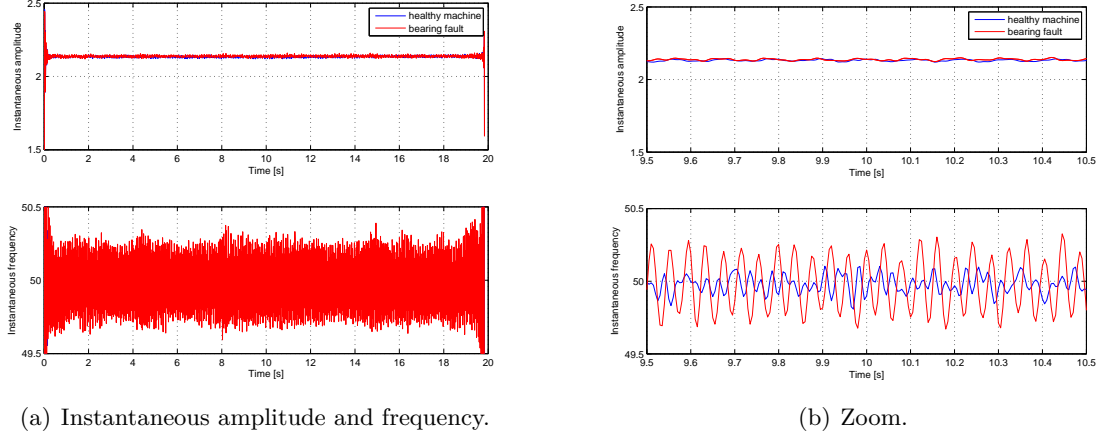 2.5
healthy machine
bearing fault
2
1.5
Instantaneous amplitude
0 2 4 6 8 10 12 14 16 18 20
Time [s]
50.5
50
49.5
Instantaneous frequency
0 2 4 6 8 10 12 14 16 18 20
Time [s]
(a) Instantaneous amplitude and frequency.
2.5
healthy machine
bearing fault
2
1.5
Instantaneous amplitude
9.5 9.6 9.7 9.8 9.9 10 10.1 10.2 10.3 10.4 10.5
Time [s]
50.5
50
49.5
Instantaneous frequency
9.5 9.6 9.7 9.8 9.9 10 10.1 10.2 10.3 10.4 10.5
Time [s]
(b) Zoom.